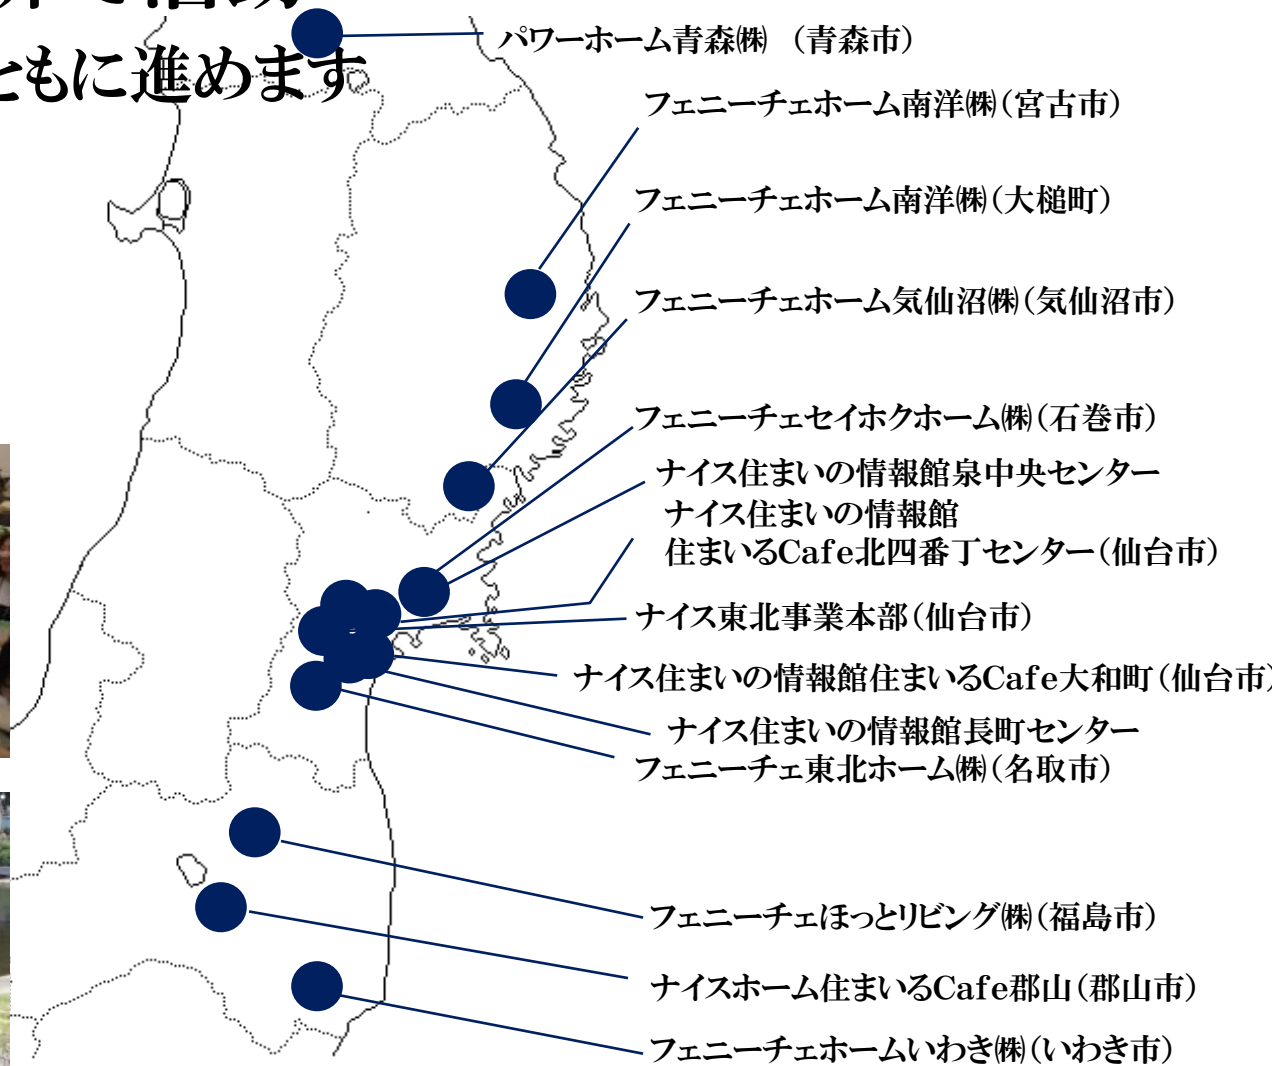 ともに進めます
パワーホーム青森㈱ （青森市）
フェニーチェホーム南洋㈱（宮古市）
フェニーチェホーム南洋㈱（大槌町）
フェニーチェホーム気仙沼㈱（気仙沼市）
フェニーチェセイホクホーム㈱（石巻市）
ナイス住まいの情報館泉中央センター
ナイス住まいの情報館
住まいるCafe北四番丁センター（仙台市）
ナイス東北事業本部（仙台市）
ナイス住まいの情報館住まいるCafe大和町（仙台市）
ナイス住まいの情報館長町センター
フェニーチェ東北ホーム㈱（名取市）
フェニーチェほっとリビング㈱（福島市）
ナイスホーム住まいるCafe郡山（郡山市）
フェニーチェホームいわき㈱（いわき市）